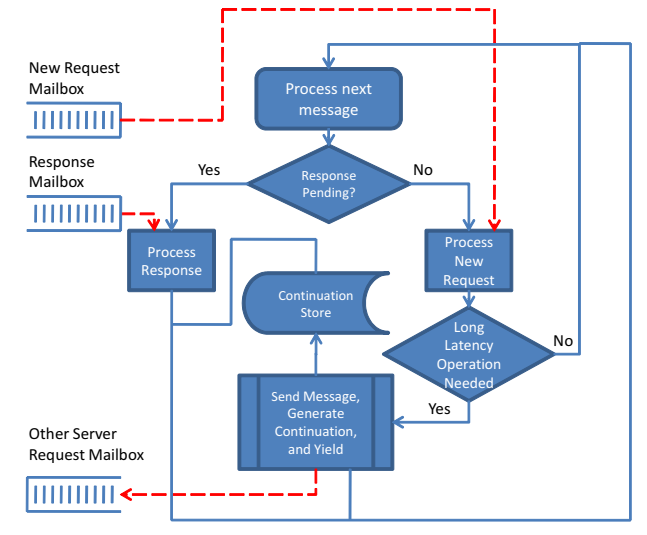 New Request
Mailbox
Process next
message
Response
Mailbox
Yes
Response
Pending?
No
Process
Response
Process
New
Request
Continuation
Store
Long
Latency
Operation
Needed
No
Send Message,
Generate
Continuation,
and Yield
Yes
Other Server
Request Mailbox